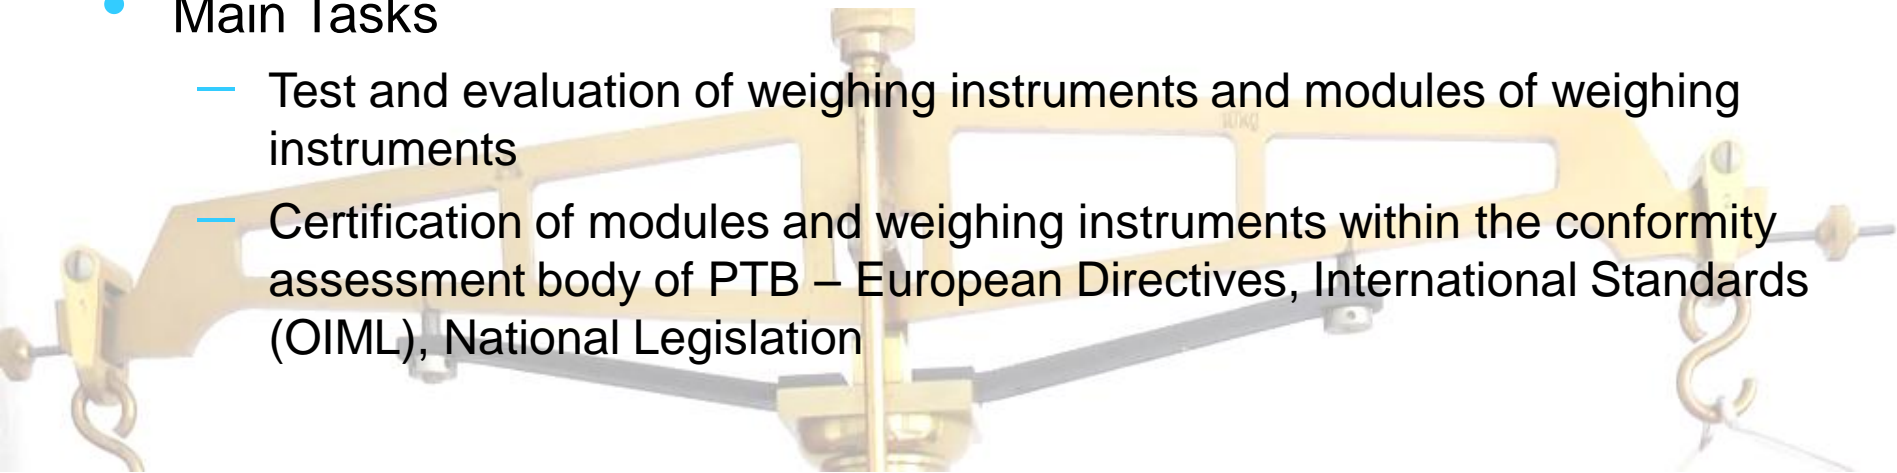 • Main Tasks
– Test and evaluation of weighing instruments and modules of weighing
instruments
– Certification of modules and weighing instruments within the conformity
assessment body of PTB – European Directives, International Standards
(OIML), National Legislation
10kg